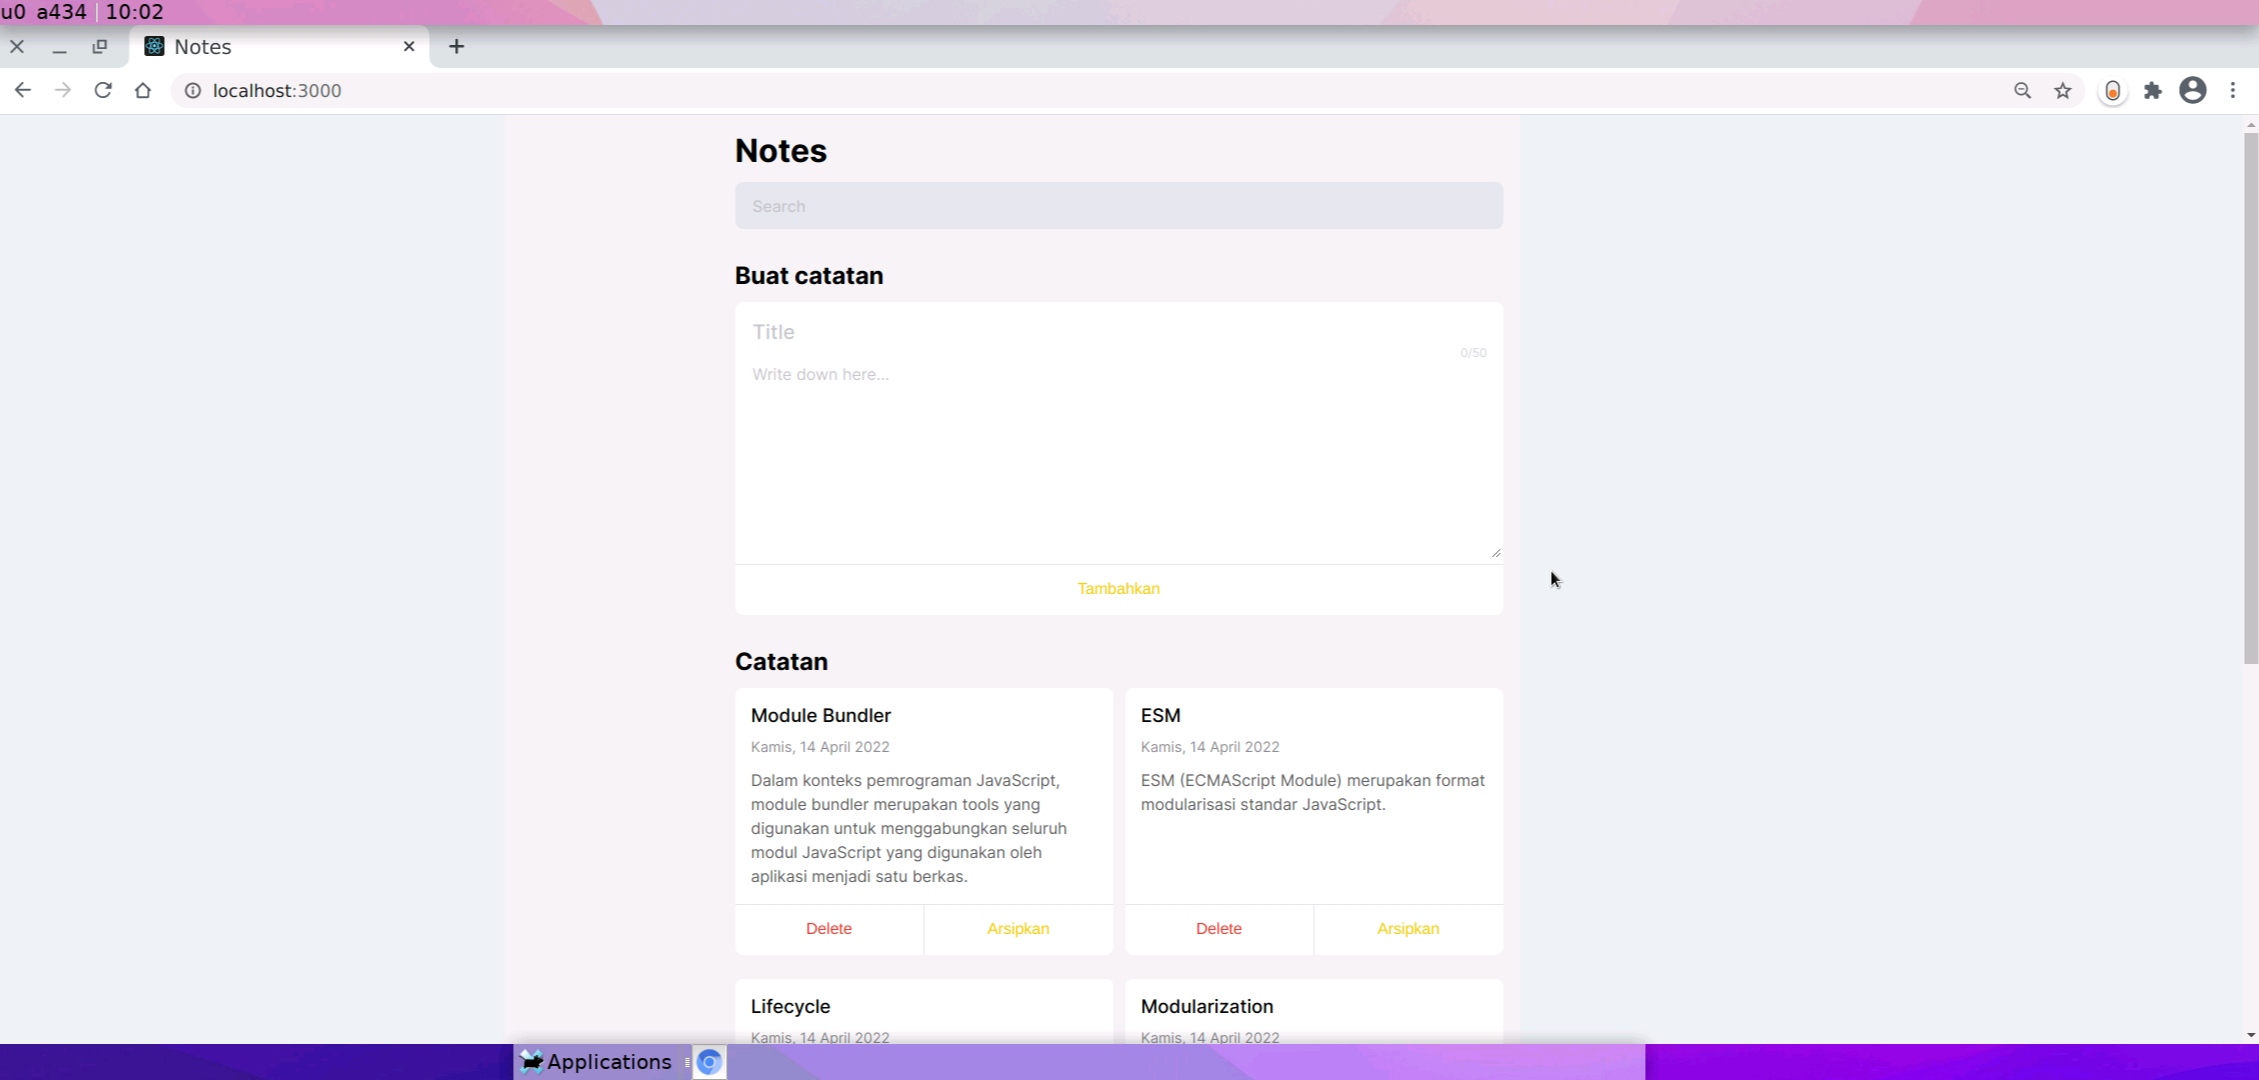 u0_a434 | 10:02
Notes
localhost:3000
Notes
Search
Buat catatan
Title
0/50
Write down here...
Tambahkan
Catatan
Module Bundler
Kamis, 14 April 2022
Dalam konteks pemrograman JavaScript,
module bundler merupakan tools yang
digunakan untuk menggabungkan seluruh
modul JavaScript yang digunakan oleh
aplikasi menjadi satu berkas.
Delete
Arsipkan
ESM
Kamis, 14 April 2022
ESM (ECMAScript Module) merupakan format
modularisasi standar JavaScript.
Delete
Arsipkan
Lifecycle
Kamis, 14 April 2022
Modularization
Kamis, 14 April 2022
Applications